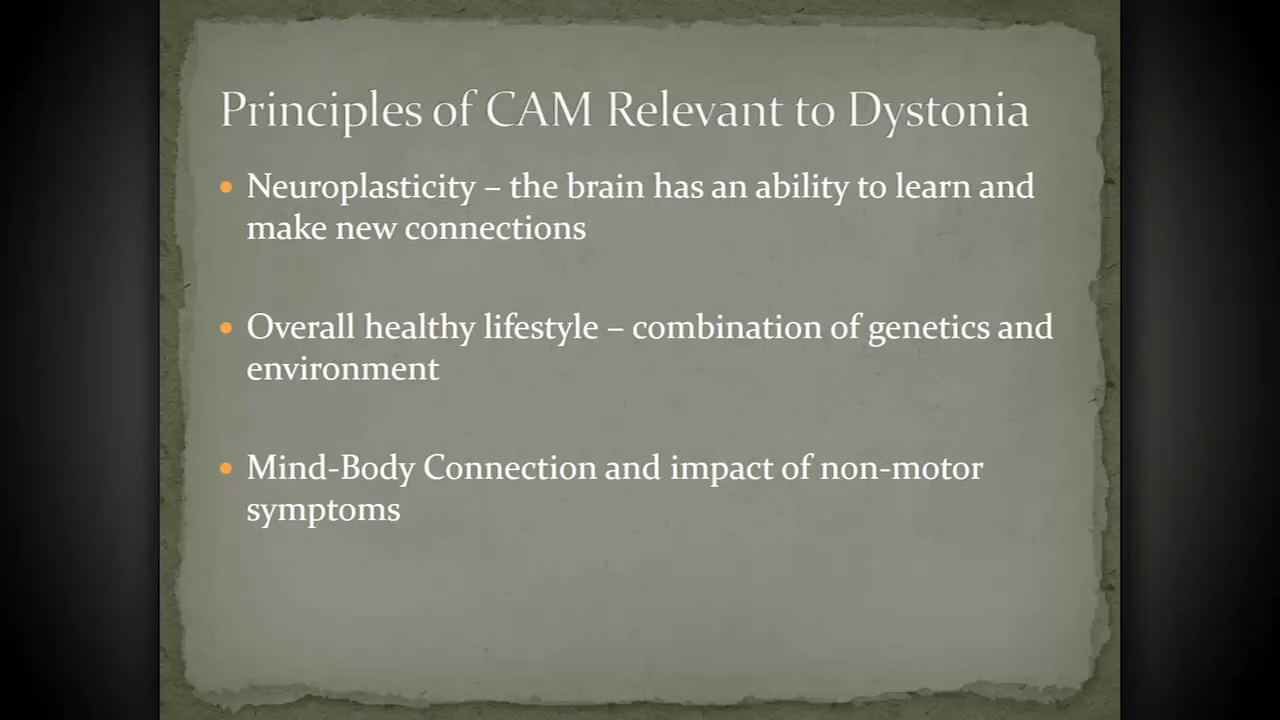 Principles of CAM Relevant to Dystonia
• Neuroplasticity – the brain has an ability to learn and
make new connections
• Overall healthy lifestyle – combination of genetics and
environment
• Mind-Body Connection and impact of non-motor
symptoms